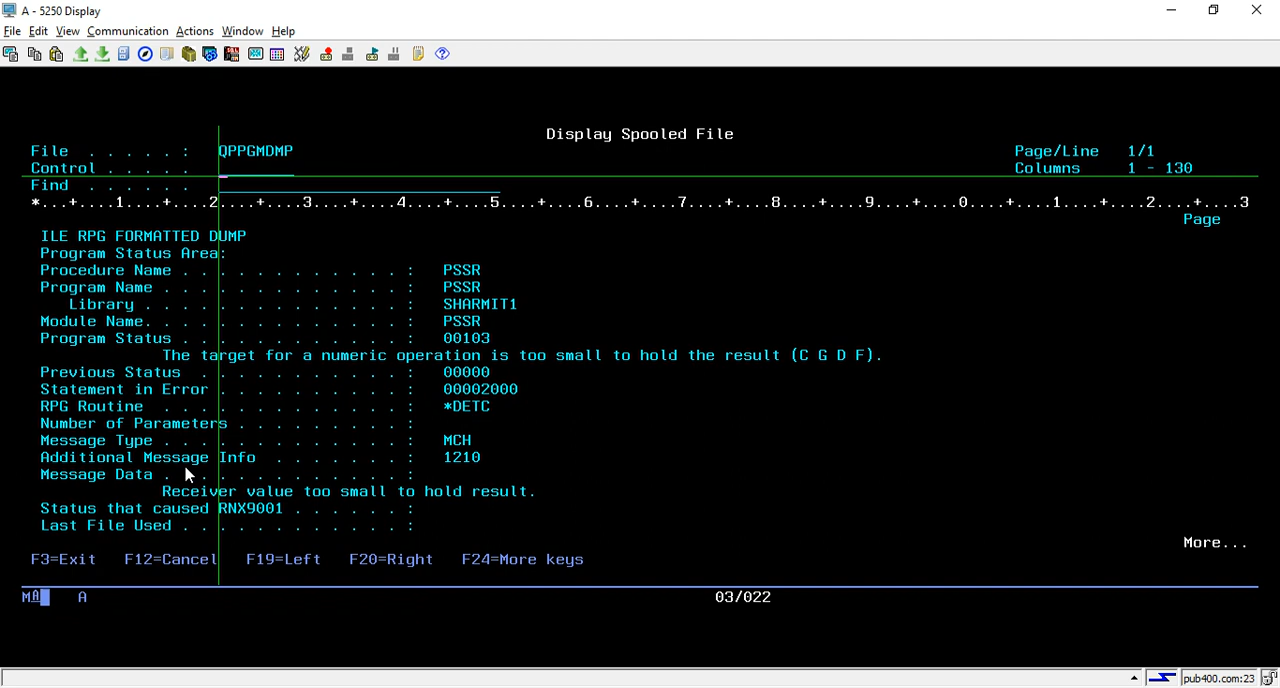 A - 5250 Display
File Edit View Communication Actions Window Help
Display Spooled File
File . . . . . : QPPGMDMP Page/Line 1/1
Control . . . . . Columns 1 - 130
Find . . . . . .
*...+....1....+....2....+....3....+....4....+....5....+....6....+....7....+....8....+....9....+....0....+....1....+....2....+....3
Page
ILE RPG FORMATTED DUMP
Program Status Area:
Procedure Name . . . . . . . . . . . . : PSSR
Program Name . . . . . . . . . . . . . : PSSR
Library . . . . . . . . . . . . . : SHARMIT1
Module Name. . . . . . . . . . . . . . : PSSR
Program Status . . . . . . . . . . . . : 00103
The target for a numeric operation is too small to hold the result (C G D F).
Previous Status . . . . . . . . . . . : 00000
Statement in Error . . . . . . . . . . : 00002000
RPG Routine . . . . . . . . . . . . . : *DETC
Number of Parameters . . . . . . . . . :
Message Type . . . . . . . . . . . . . : MCH
Additional Message Info . . . . . . . : 1210
Message Data . . . . . . . . . . . . . :
Receiver value too small to hold result.
Status that caused RNX9001 . . . . . . :
Last File Used . . . . . . . . . . . . :
More...
F3=Exit F12=Cancel F19=Left F20=Right F24=More keys
MA A 03/022
pub400.com:23